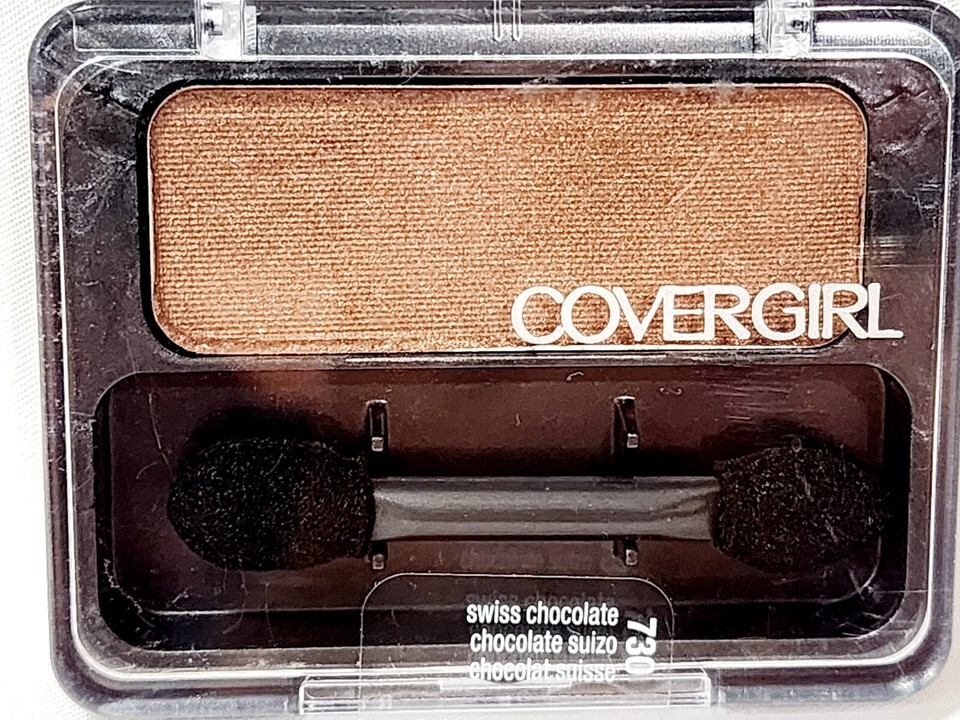 COVERGIRL
swiss chocolate
chocolate suizo
chocolat suisse
730